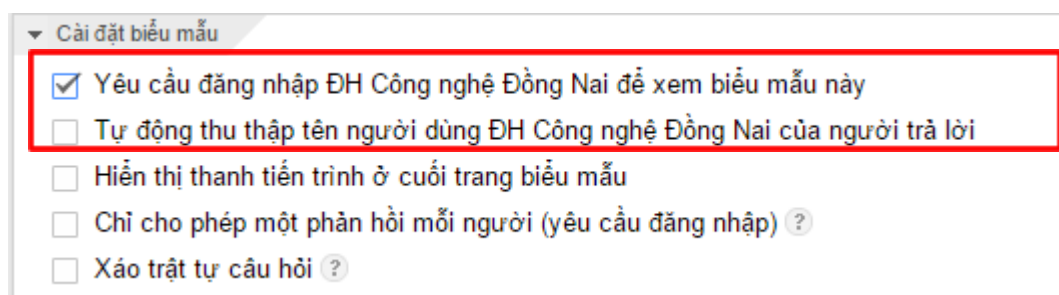 Cài đặt biểu mẫu
Yêu cầu đăng nhập ĐH Công nghệ Đồng Nai để xem biểu mẫu này
Tự động thu thập tên người dùng ĐH Công nghệ Đồng Nai của người trả lời
Hiển thị thanh tiến trình ở cuối trang biểu mẫu
Chỉ cho phép một phản hồi mỗi người (yêu cầu đăng nhập) ?
Xáo trật tự câu hỏi ?